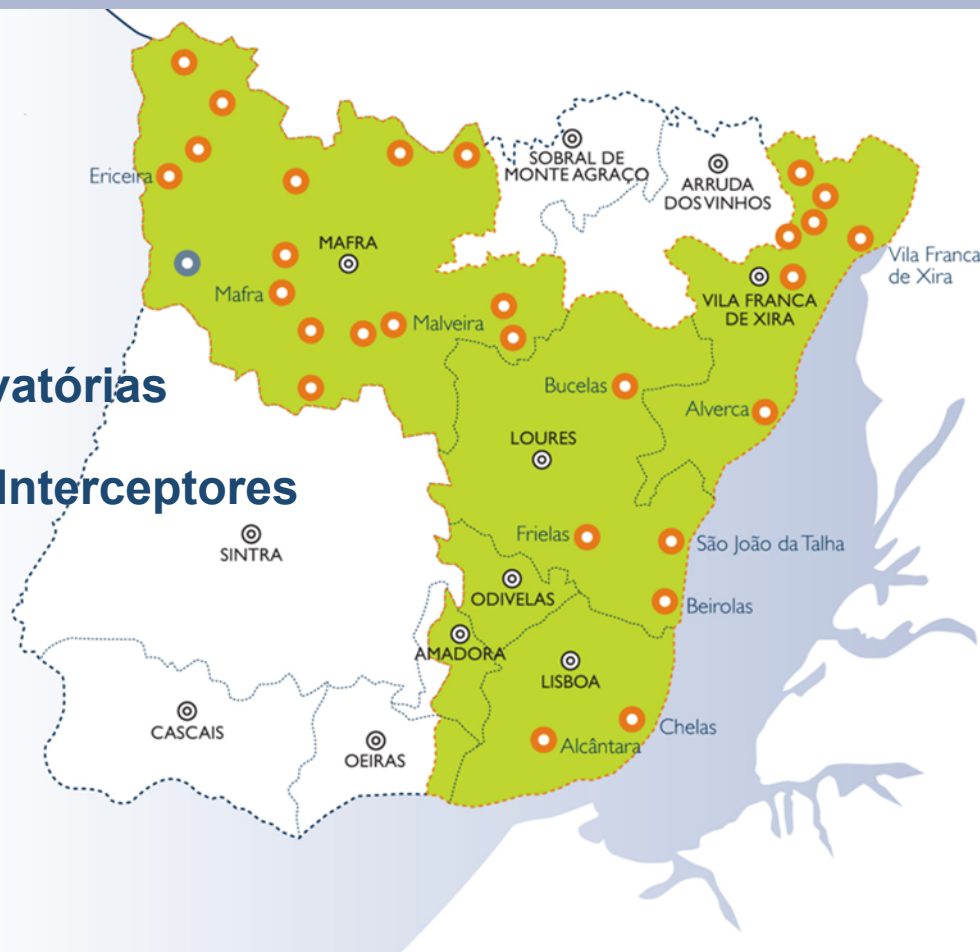 SOBRAL DE
MONTE AGRAÇO
ARRUDA
DOS VINHOS
Ericeira
MAFRA
Vila Franca
de Xira
Mafra
VILA FRANCA
DE XIRA
Malveira
vatórias
Bucelas
Alverca
LOURES
Interceptores
Frielas
São João da Talha
SINTRA
ODIVELAS
Beirolas
AMADORA
LISBOA
CASCAIS
Chelas
Alcântara
OEIRAS